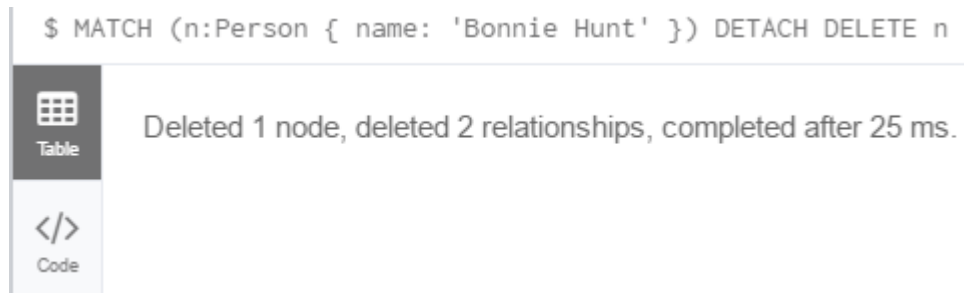 $ MATCH (n:Person { name: 'Bonnie Hunt' }) DETACH DELETE n
Table
Deleted 1 node, deleted 2 relationships, completed after 25 ms.
</>
Code